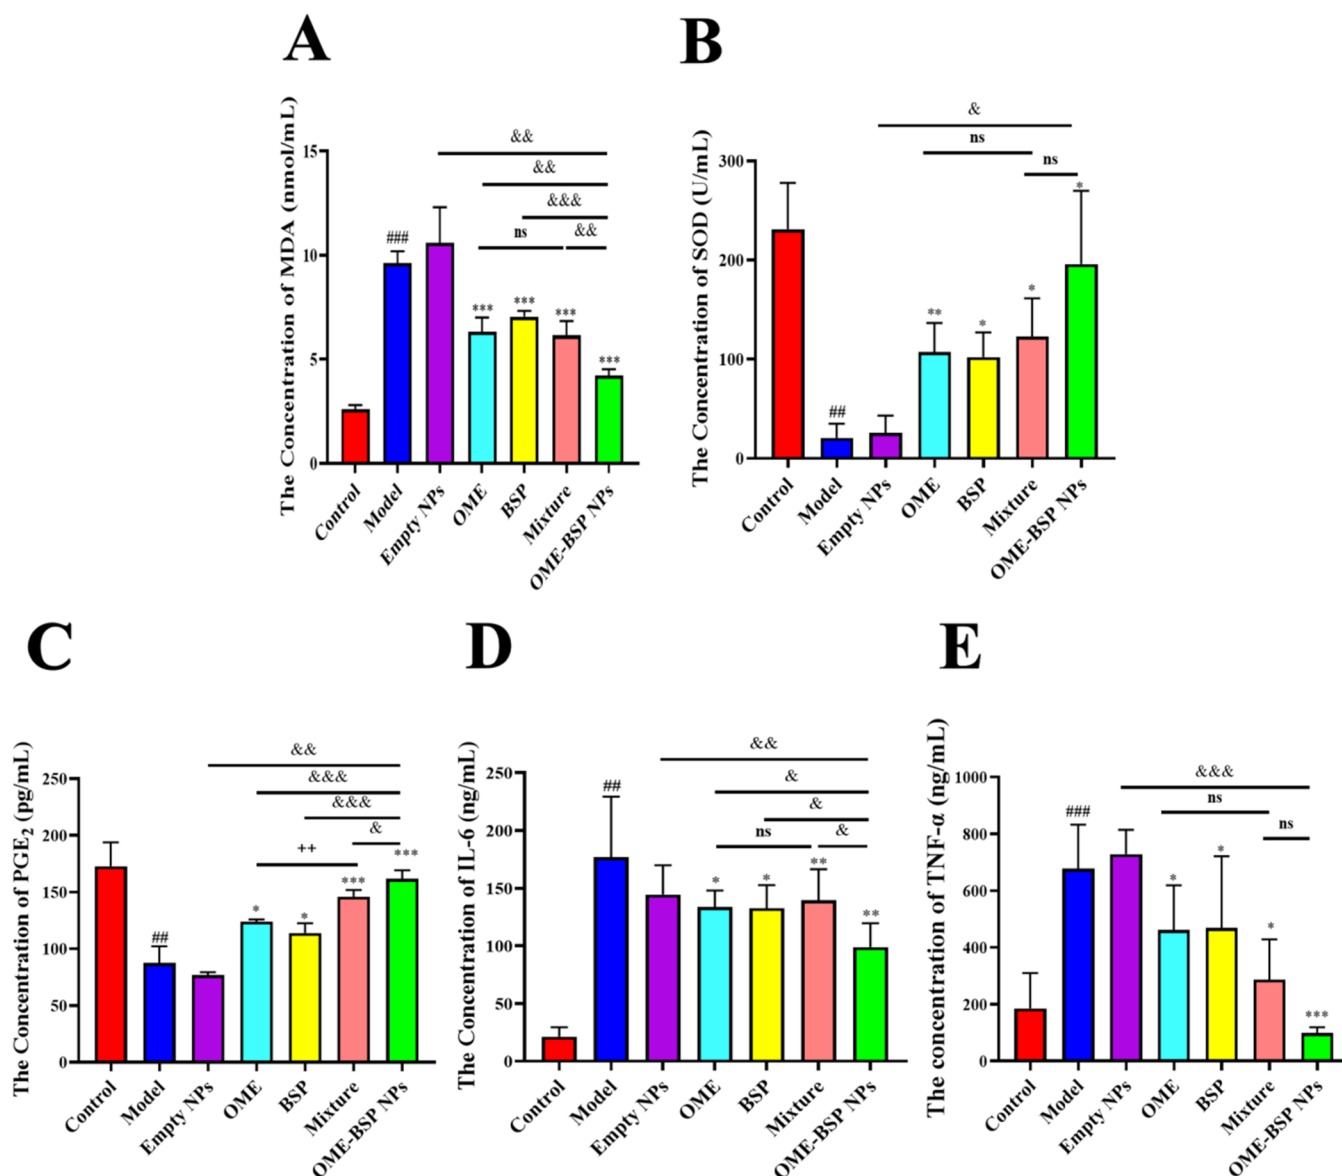 A
The Concentration of MDA (nmol/mL)
15
10
5
0
&&
&&
&&&
ns
&&
###
***
***
***
***
Control
Model
Empty NPs
OME
BSP
Mixture
OME-BSP NPs
B
The Concentration of SOD (U/mL)
300
200
100
0
&
ns
ns
##
**
*
*
*
Control
Model
Empty NPs
OME
BSP
Mixture
OME-BSP NPs
C
The Concentration of PGE₂ (pg/mL)
250
200
150
100
50
0
&&
&&&
&&&
&
++
##
*
*
***
***
Control
Model
Empty NPs
OME
BSP
Mixture
OME-BSP NPs
D
The Concentration of IL-6 (ng/mL)
250
200
150
100
50
0
&&
&
&
ns
&
##
*
*
**
**
Control
Model
Empty NPs
OME
BSP
Mixture
OME-BSP NPs
E
The concentration of TNF-α (ng/mL)
1000
800
600
400
200
0
&&&
ns
ns
###
*
*
*
***
Control
Model
Empty NPs
OME
BSP
Mixture
OME-BSP NPs